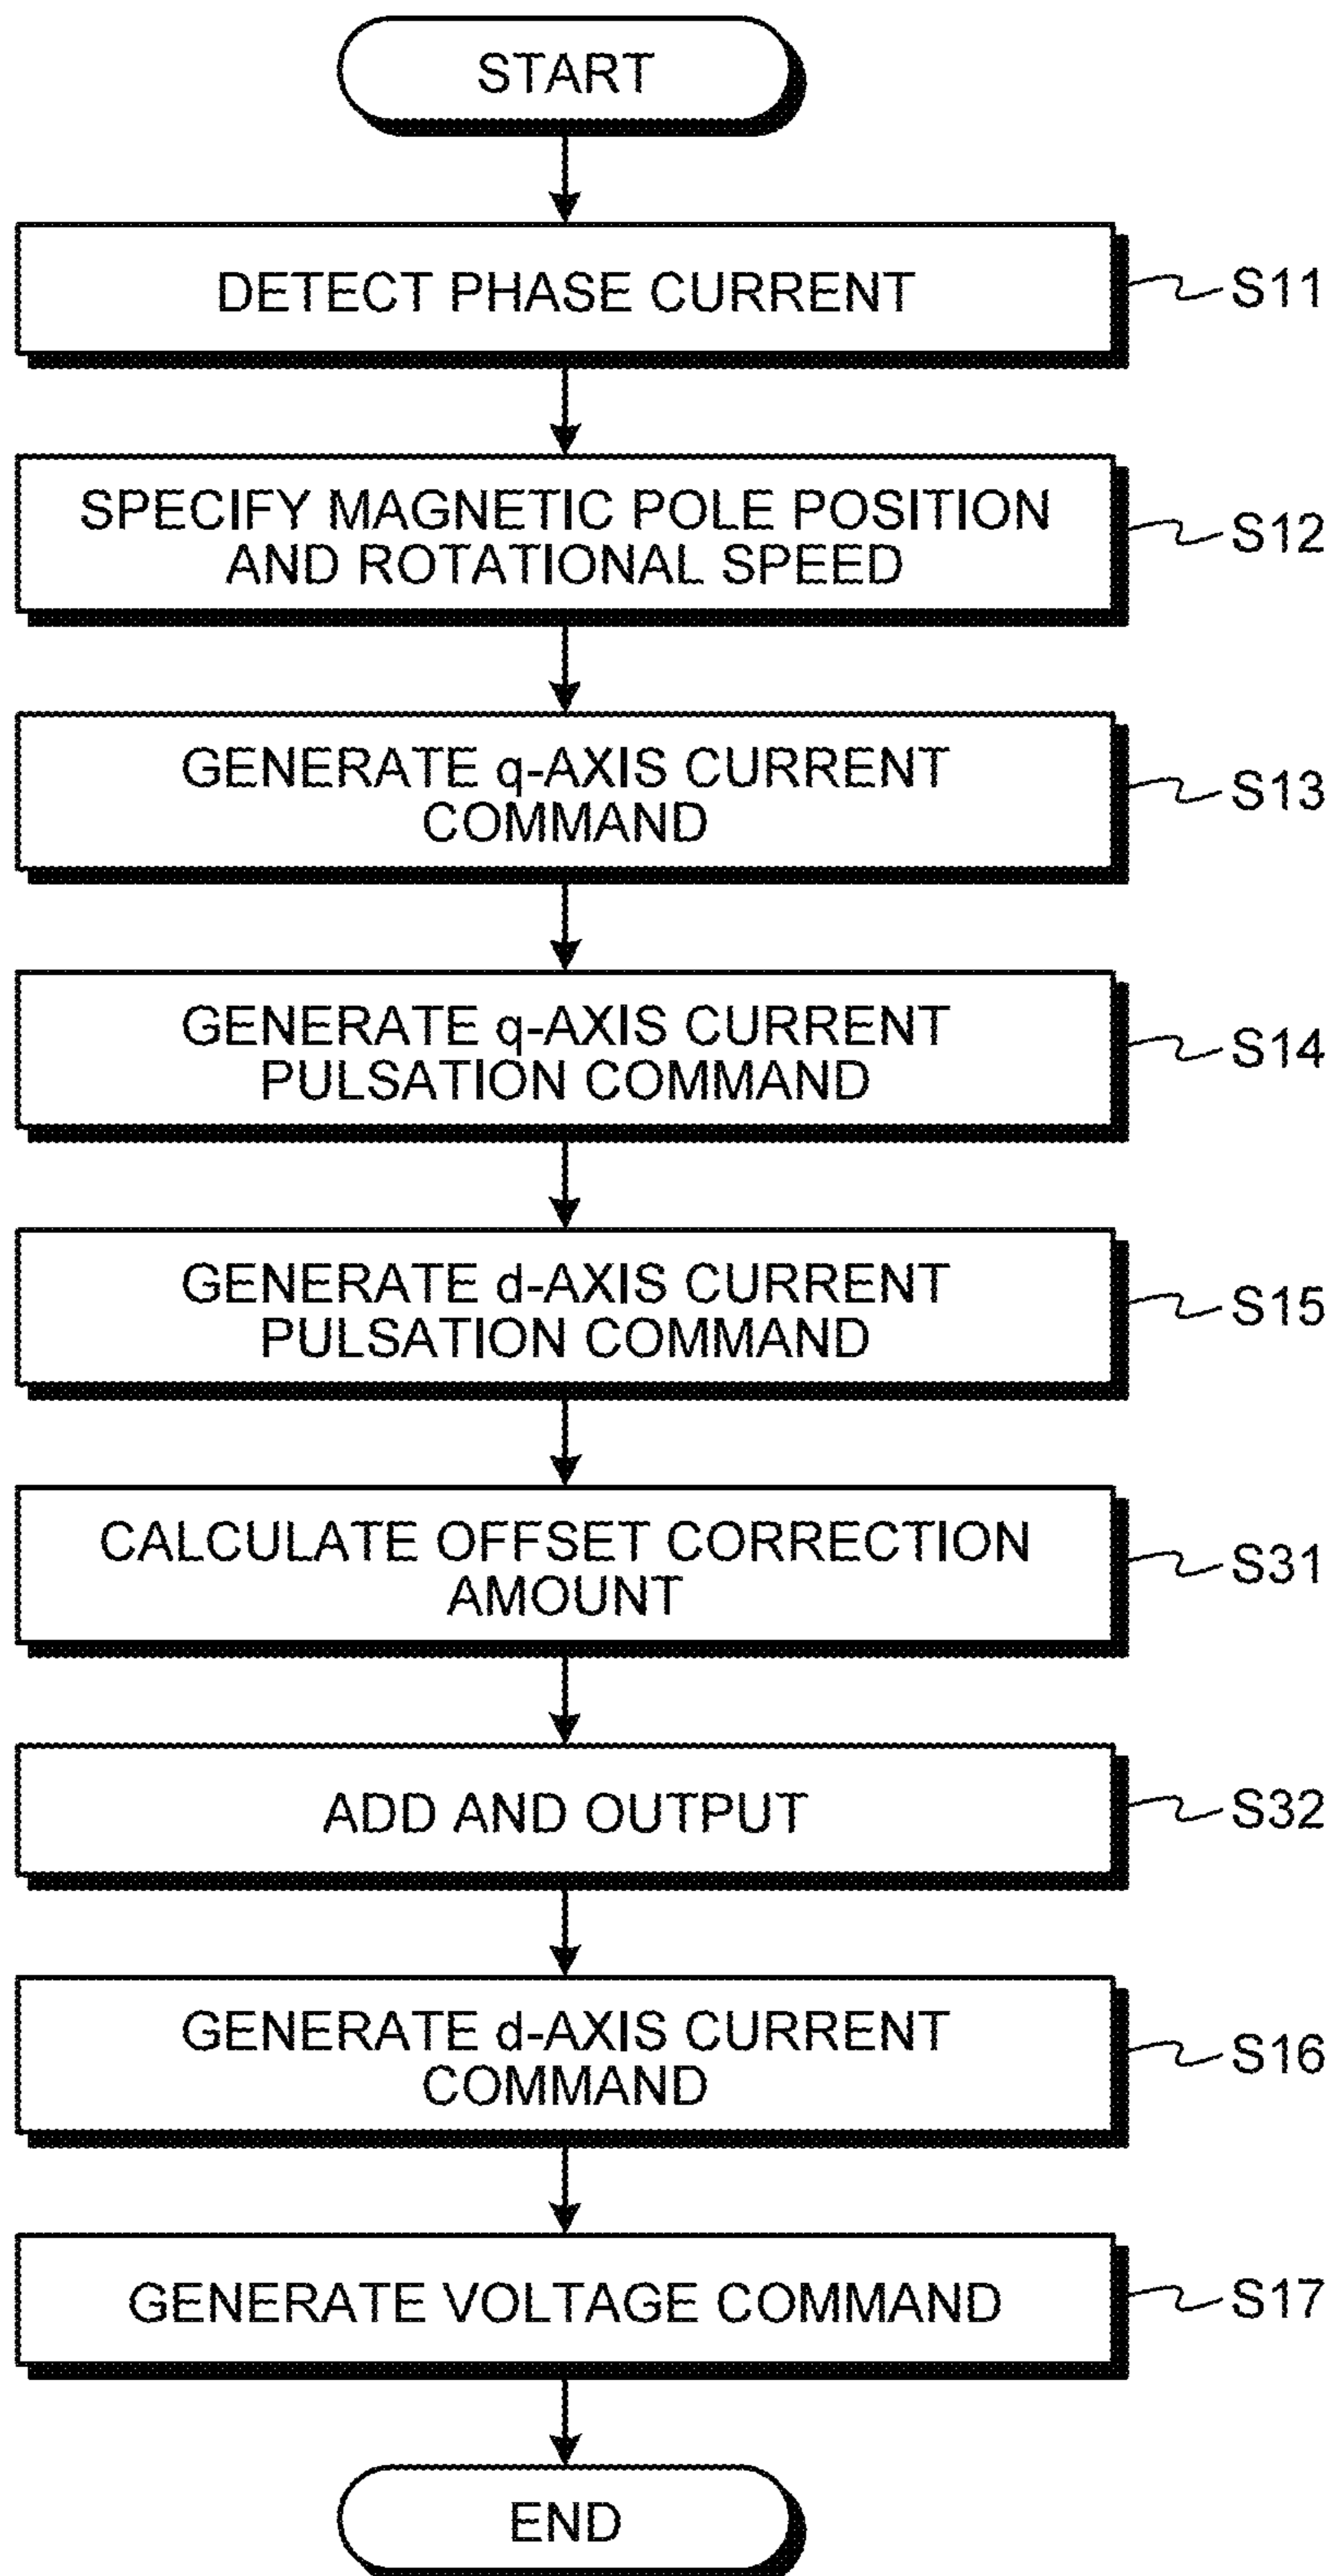 START
DETECT PHASE CURRENT
S11
SPECIFY MAGNETIC POLE POSITION
AND ROTATIONAL SPEED
S12
GENERATE q-AXIS CURRENT
COMMAND
S13
GENERATE q-AXIS CURRENT
PULSATION COMMAND
S14
GENERATE d-AXIS CURRENT
PULSATION COMMAND
S15
CALCULATE OFFSET CORRECTION
AMOUNT
S31
ADD AND OUTPUT
S32
GENERATE d-AXIS CURRENT
COMMAND
S16
GENERATE VOLTAGE COMMAND
S17
END